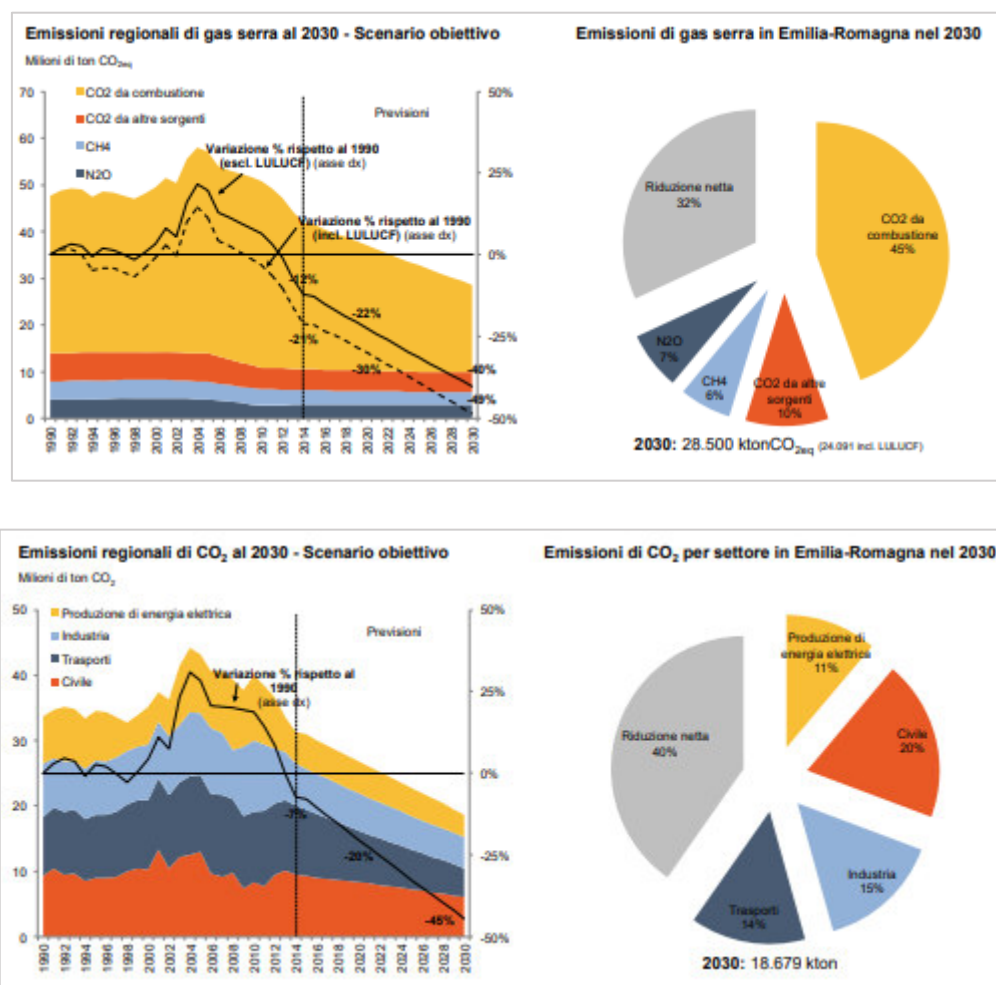 Emissioni regionali di gas serra al 2030 - Scenario obiettivo
Milioni di ton CO2eq
70
60
50
40
30
20
10
0
CO2 da combustione
CO2 da altre sorgenti
CH4
N2O
Previsioni
Variazione % rispetto al 1990
(escl. LULUCF) (asse dx)
Variazione % rispetto al 1990
(incl. LULUCF) (asse dx)
-12%
-22%
-21%
-30%
-40%
-49%
50%
25%
0%
-25%
-50%
1990
1992
1994
1996
1998
2000
2002
2004
2006
2008
2010
2012
2014
2016
2018
2020
2022
2024
2026
2028
2030
Emissioni di gas serra in Emilia-Romagna nel 2030
Riduzione netta
32%
CO2 da
combustione
45%
N2O
7%
CH4
6%
CO2 da altre
sorgenti
10%
2030: 28.500 ktonCO2eq (24.091 incl. LULUCF)
Emissioni regionali di CO2 al 2030 - Scenario obiettivo
Milioni di ton CO2
50
40
30
20
10
0
Produzione di energia elettrica
Industria
Trasporti
Civile
Previsioni
Variazione % rispetto al
1990
(asse dx)
-7%
-20%
-45%
50%
25%
0%
-25%
-50%
1990
1992
1994
1996
1998
2000
2002
2004
2006
2008
2010
2012
2014
2016
2018
2020
2022
2024
2026
2028
2030
Emissioni di CO2 per settore in Emilia-Romagna nel 2030
Produzione di
energia elettrica
11%
Riduzione netta
40%
Civile
20%
Industria
15%
Trasporti
14%
2030: 18.679 kton